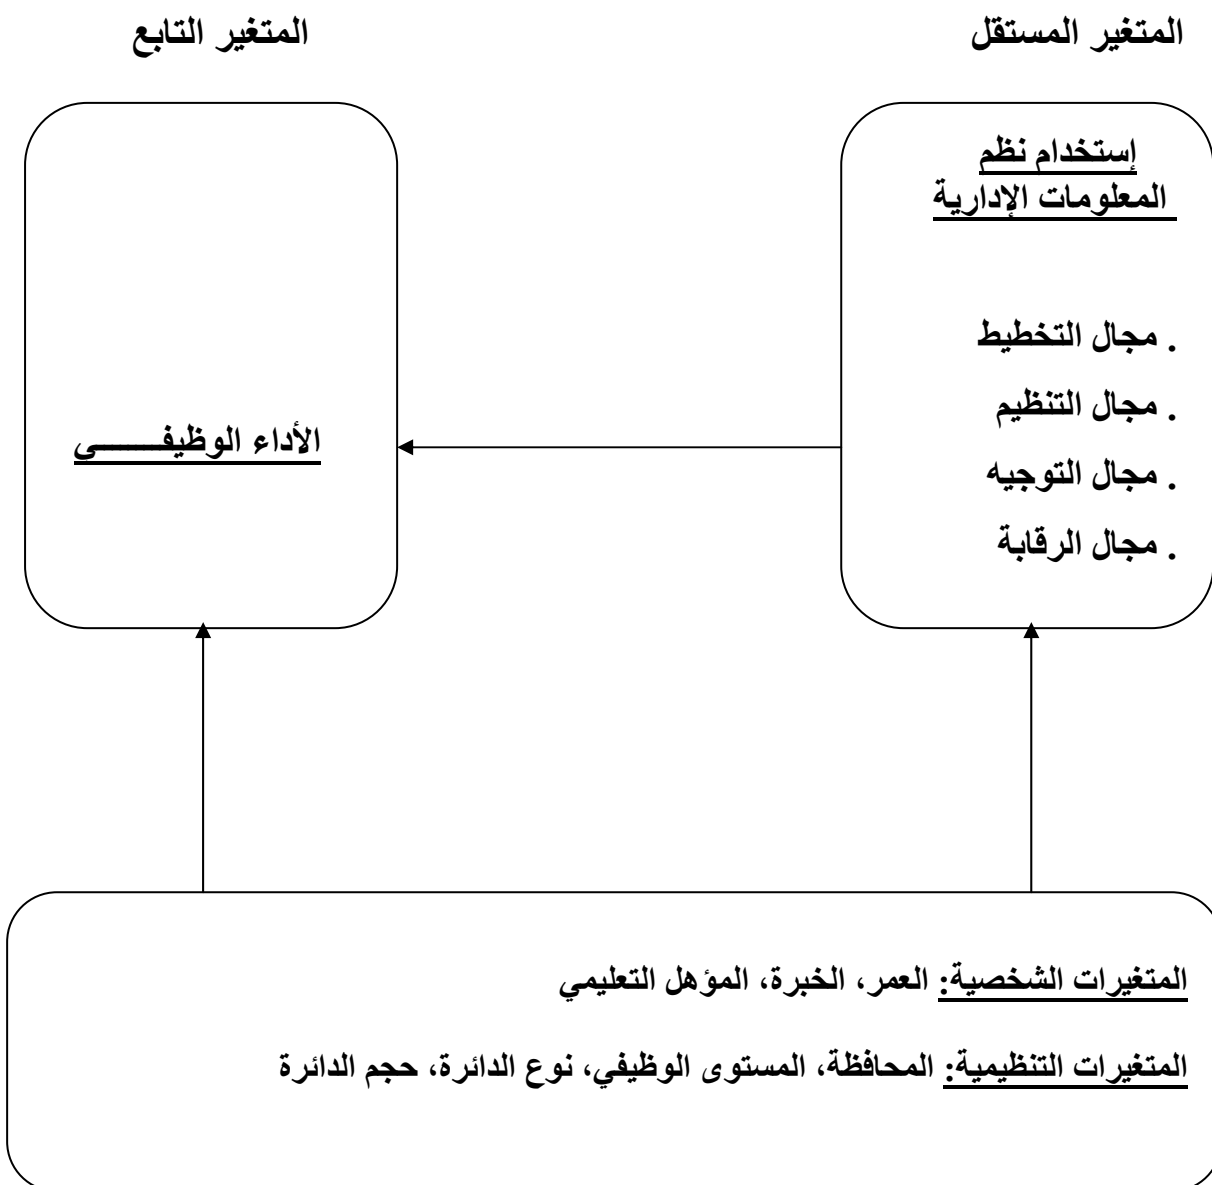 المتغير المستقل
المتغير التابع
إستخدام نظم
المعلومات الإدارية
. مجال التخطيط
. مجال التنظيم
. مجال التوجيه
. مجال الرقابة
الأداء الوظيفـــــــي
المتغيرات الشخصية: العمر، الخبرة، المؤهل التعليمي
المتغيرات التنظيمية: المحافظة، المستوى الوظيفي، نوع الدائرة، حجم الدائرة